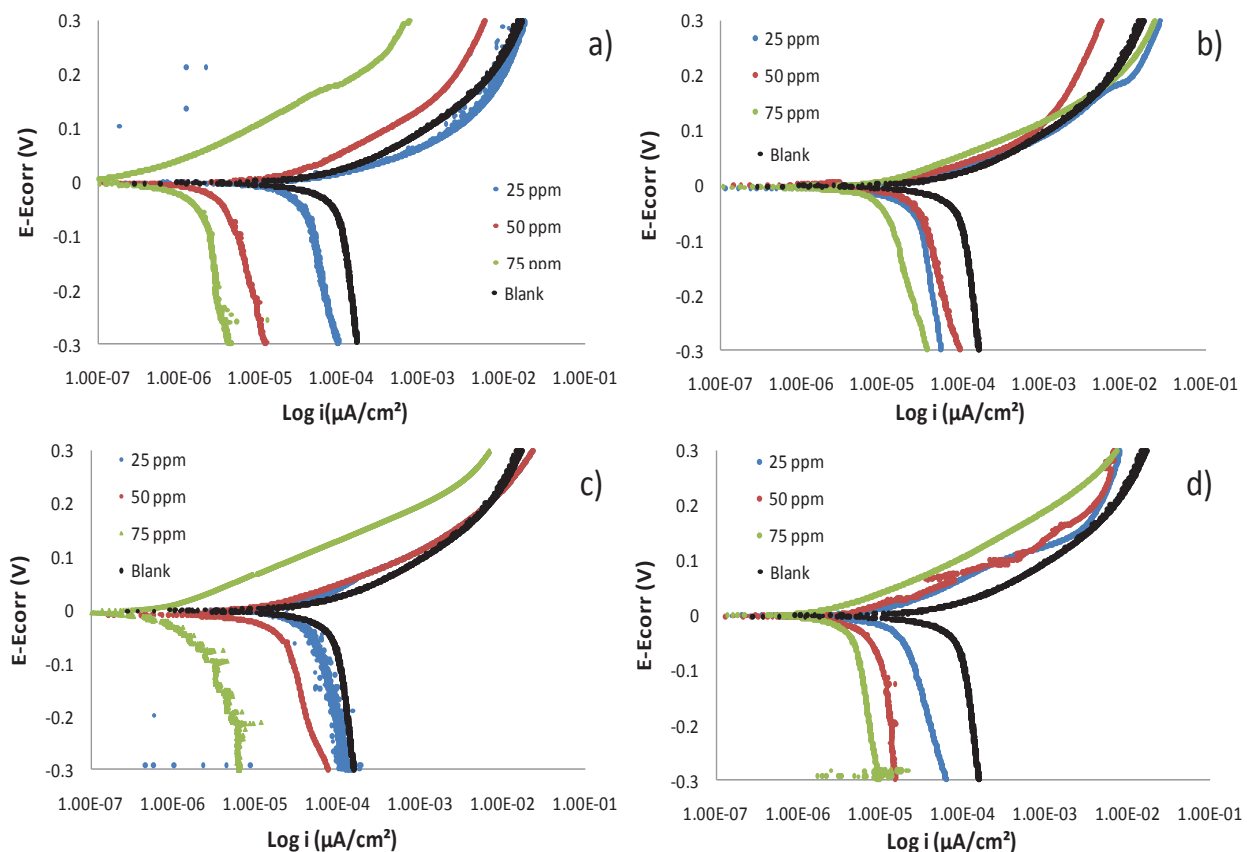 a)
0.3
0.2
0.1
0
-0.1
-0.2
-0.3
E-Ecorr (V)
25 ppm
50 ppm
75 ppm
Blank
1.00E-07 1.00E-06 1.00E-05 1.00E-04 1.00E-03 1.00E-02 1.00E-01
Log i(µA/cm²)
b)
0.3
0.2
0.1
0
-0.1
-0.2
-0.3
E-Ecorr (V)
25 ppm
50 ppm
75 ppm
Blank
1.00E-07 1.00E-06 1.00E-05 1.00E-04 1.00E-03 1.00E-02 1.00E-01
Log i (µA/cm²)
c)
0.3
0.2
0.1
0
-0.1
-0.2
-0.3
E-Ecorr (V)
25 ppm
50 ppm
75 ppm
Blank
1.00E-07 1.00E-06 1.00E-05 1.00E-04 1.00E-03 1.00E-02 1.00E-01
Log i (µA/cm²)
d)
0.3
0.2
0.1
0
-0.1
-0.2
-0.3
E-Ecorr (V)
25 ppm
50 ppm
75 ppm
Blank
1.00E-07 1.00E-06 1.00E-05 1.00E-04 1.00E-03 1.00E-02 1.00E-01
Log i (µA/cm²)